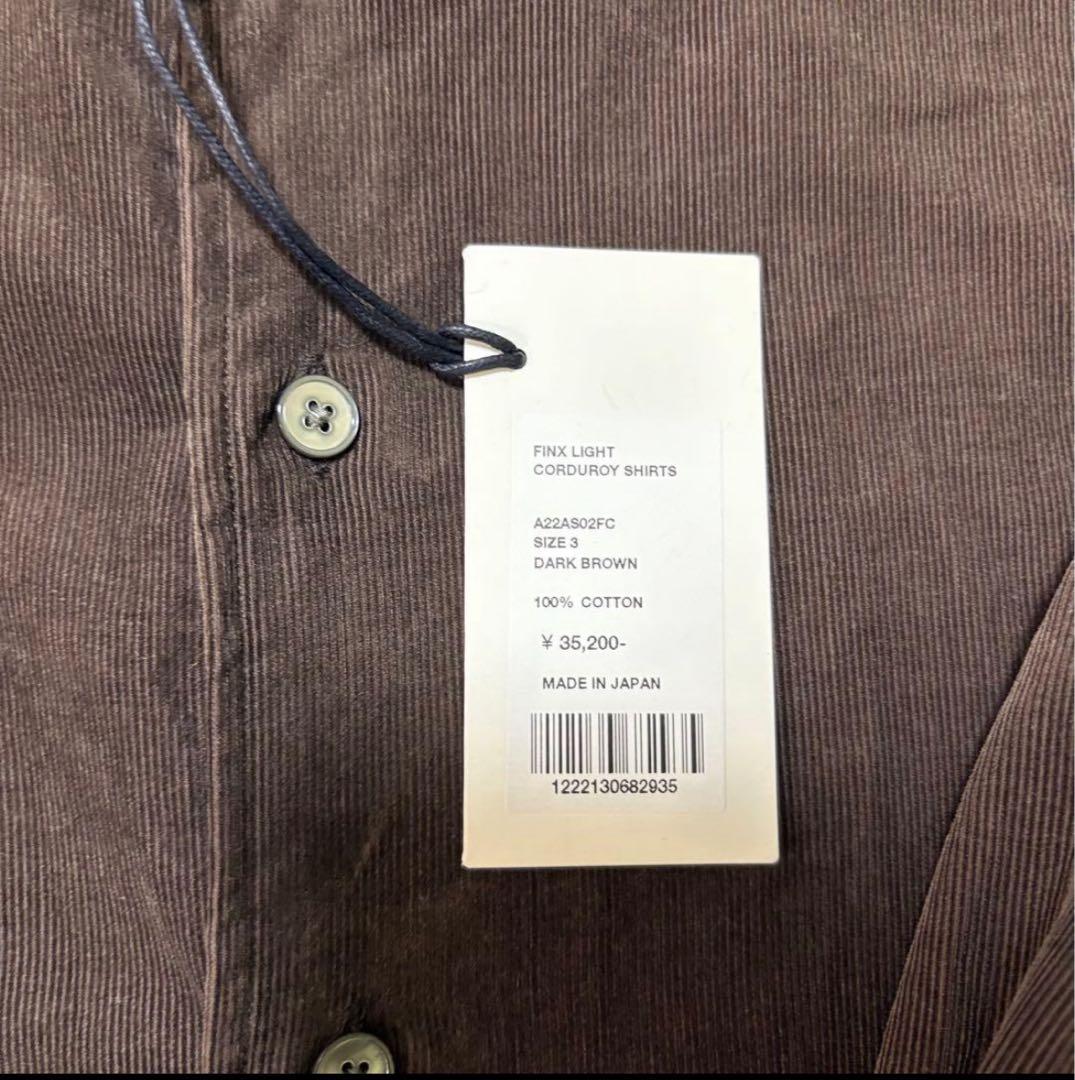 FINX LIGHT
CORDUROY SHIRTS
A22AS02FC
SIZE 3
DARK BROWN
100% COTTON
¥ 35,200-
MADE IN JAPAN
1222130682935